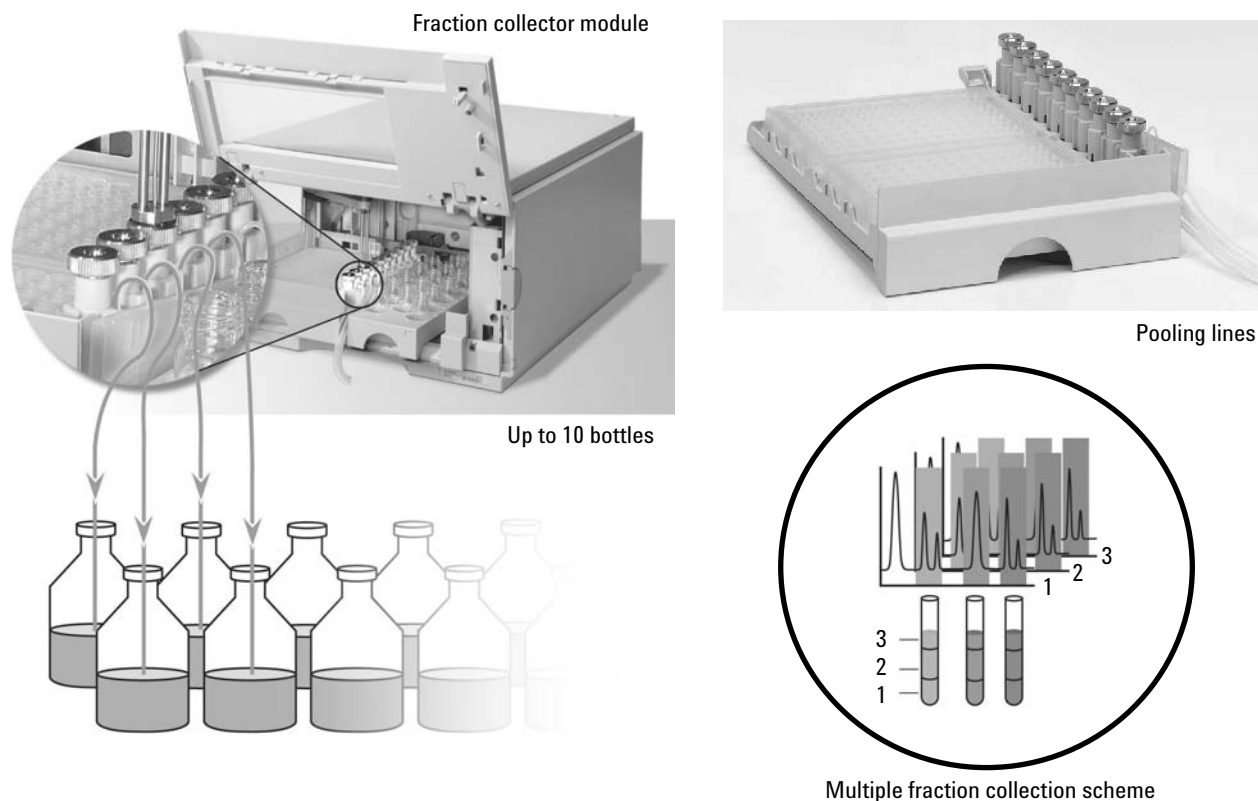 Fraction collector module
Pooling lines
Up to 10 bottles
3
2
1
3
2
1
Multiple fraction collection scheme